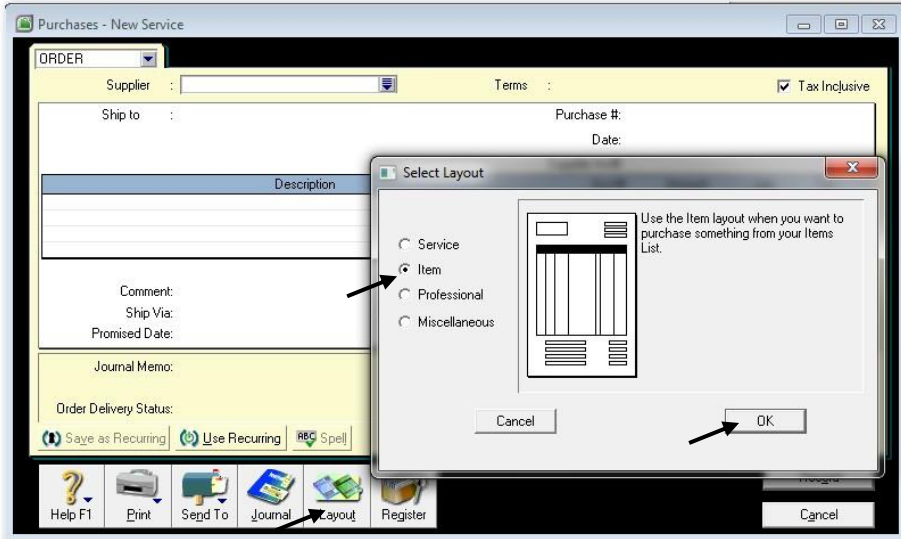 Purchases - New Service
ORDER
Supplier :
Terms :
Tax Inclusive
Ship to :
Purchase #:
Date:
Description
Comment:
Ship Via:
Promised Date:
Journal Memo:
Order Delivery Status:
Save as Recurring
Use Recurring
ABC Spell
Select Layout
Service
Item
Professional
Miscellaneous
Use the Item layout when you want to
purchase something from your Items
List.
Cancel
OK
Help F1
Print
Send To
Journal
Layout
Register
Record
Cancel